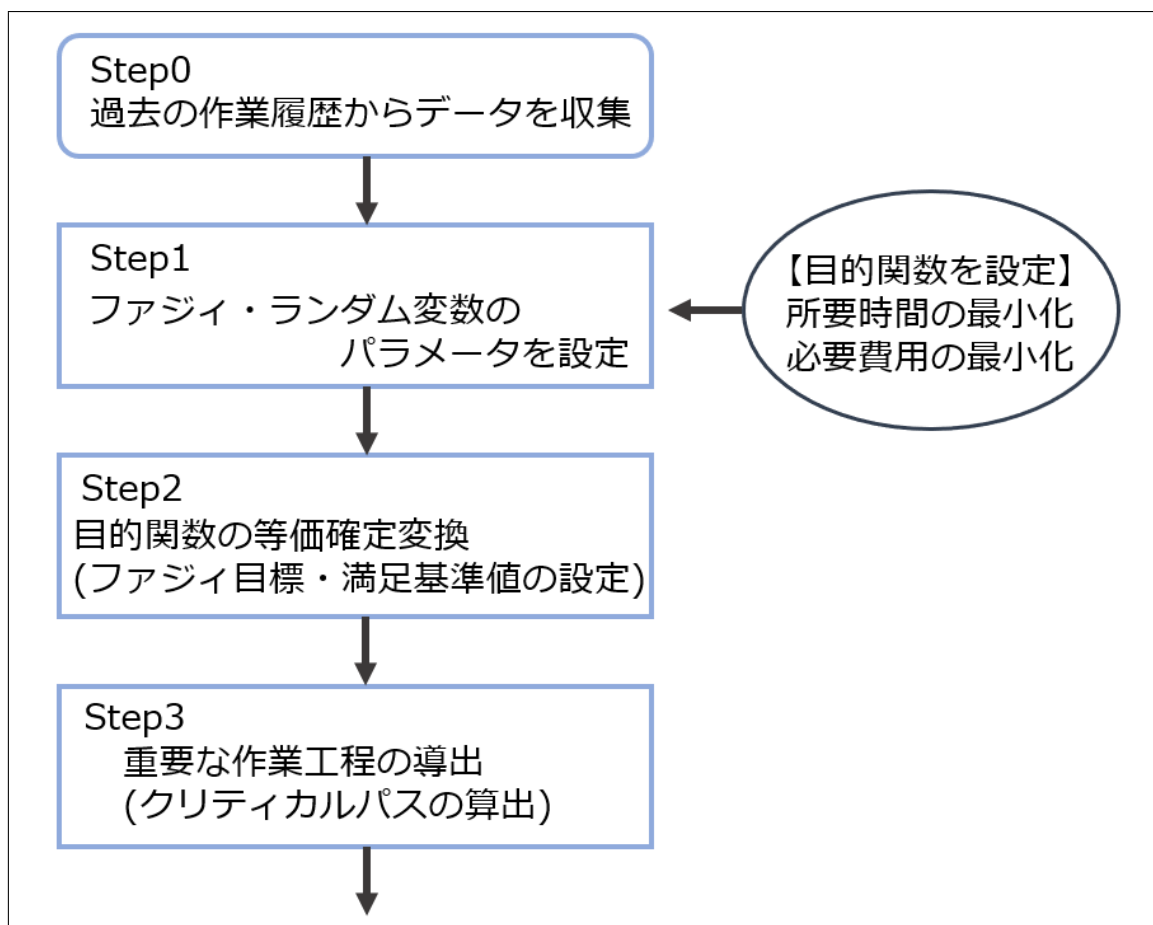 Step0
過去の作業履歴からデータを収集
Step1
ファジィ・ランダム変数の
パラメータを設定
【目的関数を設定】
所要時間の最小化
必要費用の最小化
Step2
目的関数の等価確定変換
(ファジィ目標・満足基準値の設定)
Step3
重要な作業工程の導出
(クリティカルパスの算出)